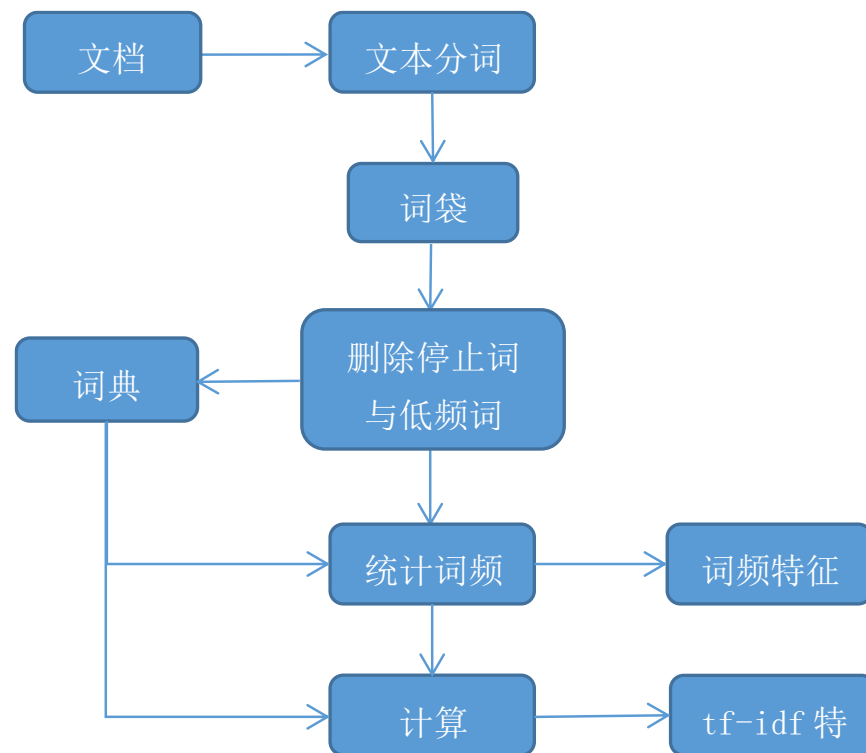 文档
文本分词
词袋
删除停止词
与低频词
词典
统计词频
词频特征
计算
tf-idf 特